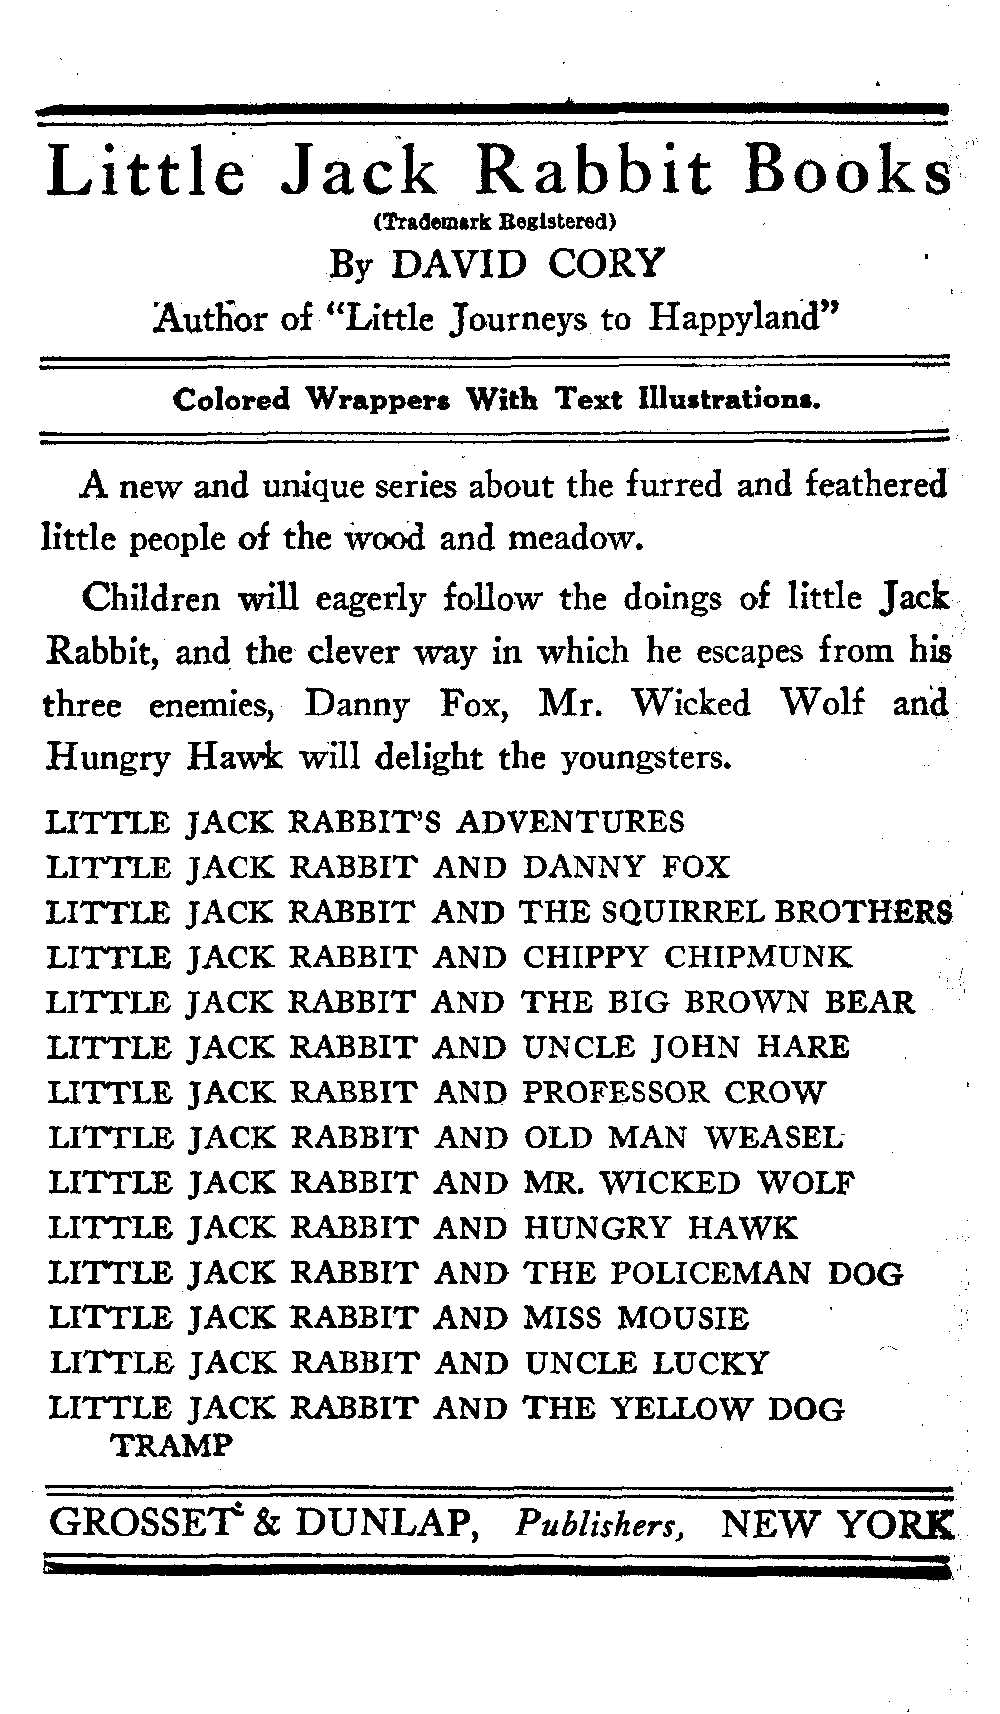 Little Jack Rabbit Books
(Trademark Registered)
By DAVID CORY
Author of “Little Journeys to Happyland”
Colored Wrappers With Text Illustrations.
A new and unique series about the furred and feathered
little people of the wood and meadow.
Children will eagerly follow the doings of little Jack
Rabbit, and the clever way in which he escapes from his
three enemies, Danny Fox, Mr. Wicked Wolf and
Hungry Hawk will delight the youngsters.
LITTLE JACK RABBIT’S ADVENTURES
LITTLE JACK RABBIT AND DANNY FOX
LITTLE JACK RABBIT AND THE SQUIRREL BROTHERS
LITTLE JACK RABBIT AND CHIPPY CHIPMUNK
LITTLE JACK RABBIT AND THE BIG BROWN BEAR
LITTLE JACK RABBIT AND UNCLE JOHN HARE
LITTLE JACK RABBIT AND PROFESSOR CROW
LITTLE JACK RABBIT AND OLD MAN WEASEL
LITTLE JACK RABBIT AND MR. WICKED WOLF
LITTLE JACK RABBIT AND HUNGRY HAWK
LITTLE JACK RABBIT AND THE POLICEMAN DOG
LITTLE JACK RABBIT AND MISS MOUSIE
LITTLE JACK RABBIT AND UNCLE LUCKY
LITTLE JACK RABBIT AND THE YELLOW DOG
TRAMP
GROSSET & DUNLAP, Publishers, NEW YORK